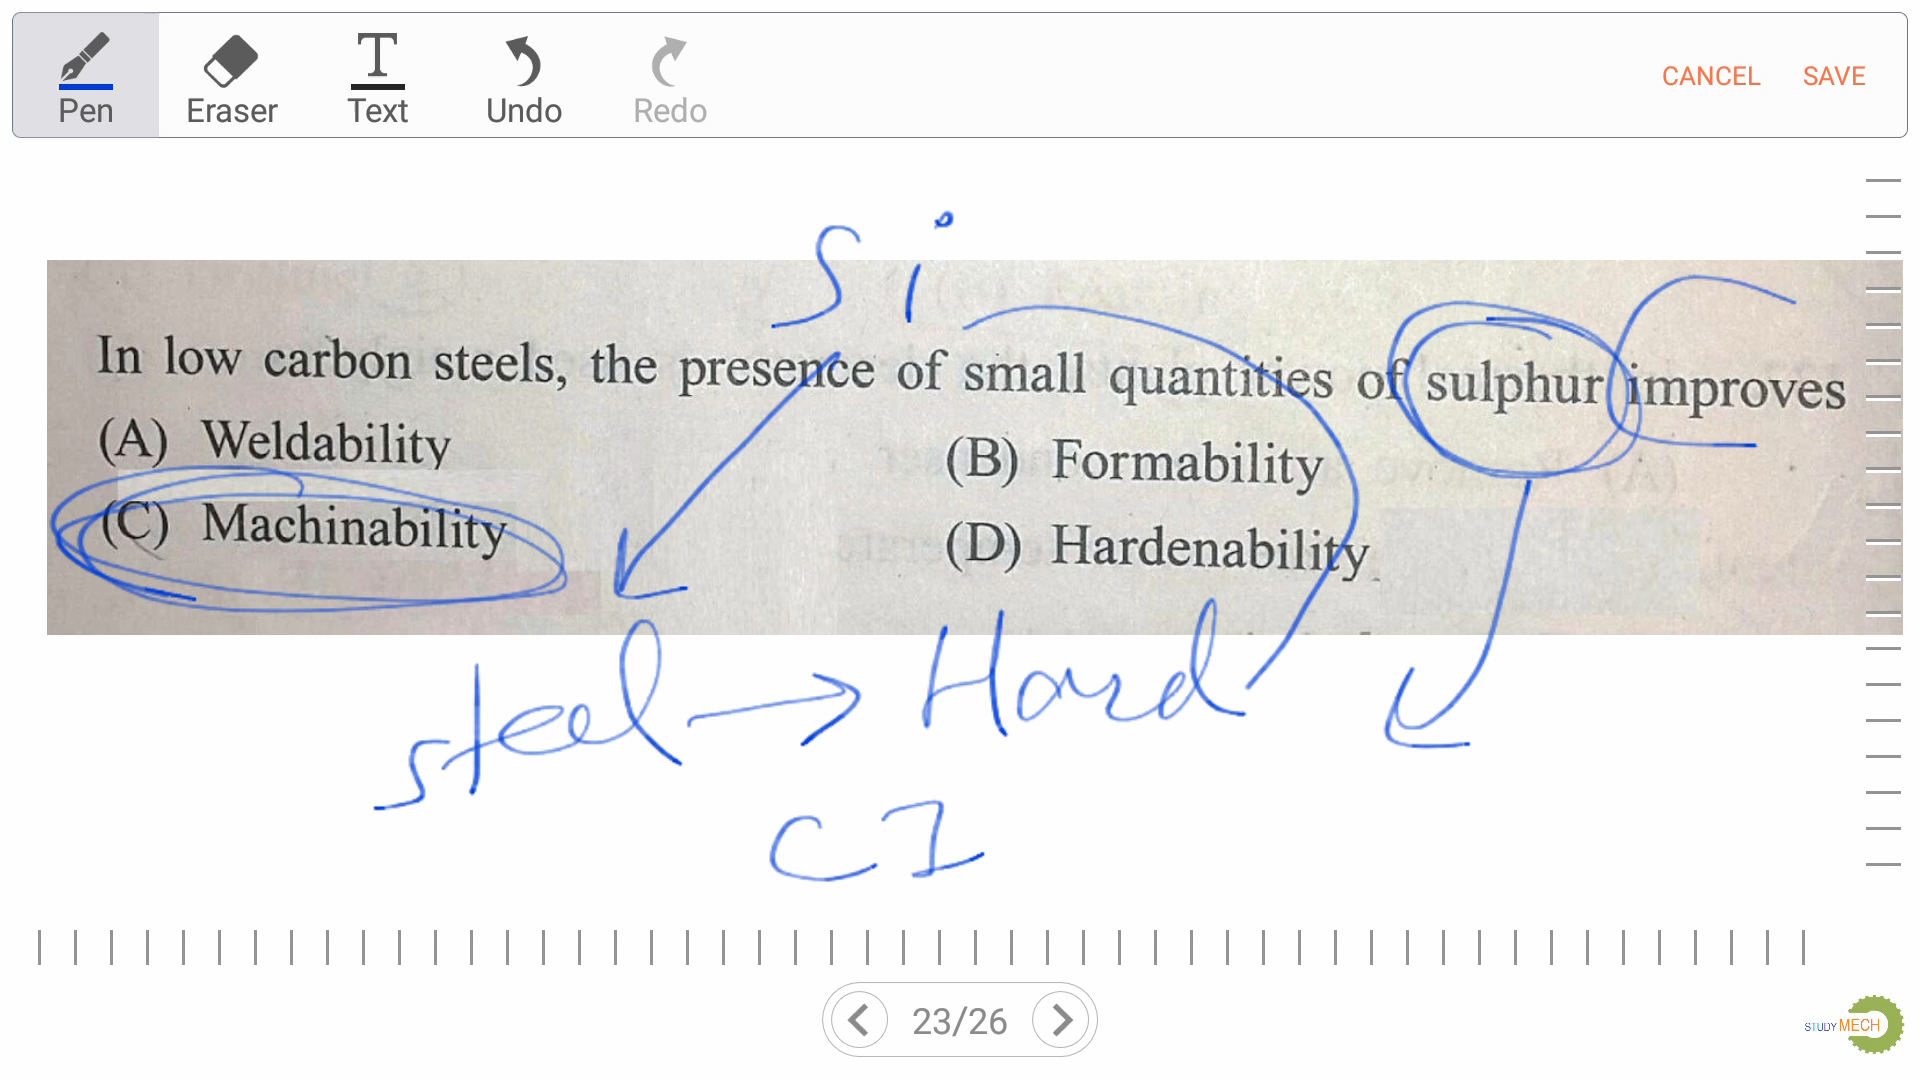 Pen Eraser Text Undo Redo CANCEL SAVE
Si
In low carbon steels, the presence of small quantities of sulphur improves
(A) Weldability (B) Formability
(C) Machinability (D) Hardenability
steel → Hard
CI
23/26
STUDY MECH